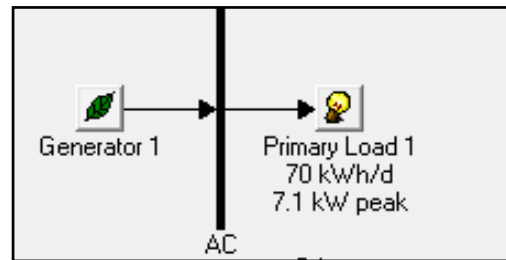 Generator 1
Primary Load 1
70 kWh/d
7.1 kW peak
AC